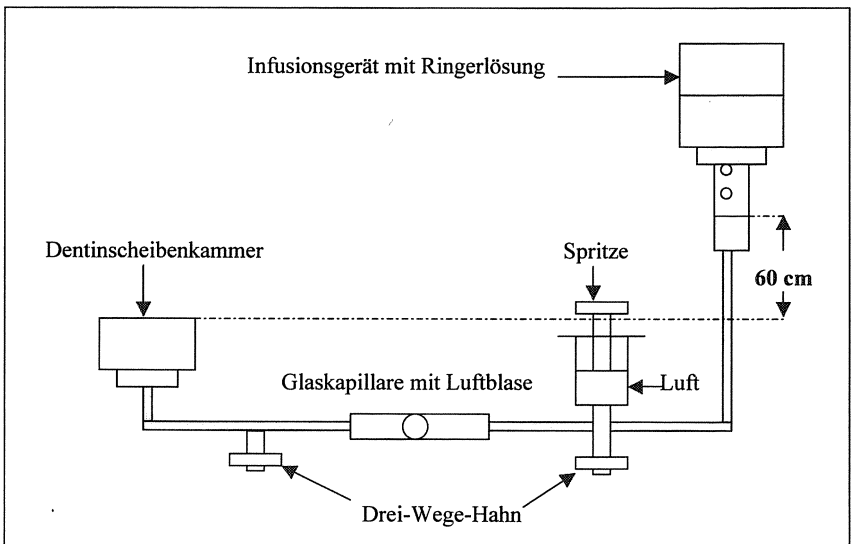 Infusionsgerät mit Ringerlösung
Dentinscheibenkammer
Spritze
60 cm
Glaskapillare mit Luftblase
Luft
Drei-Wege-Hahn